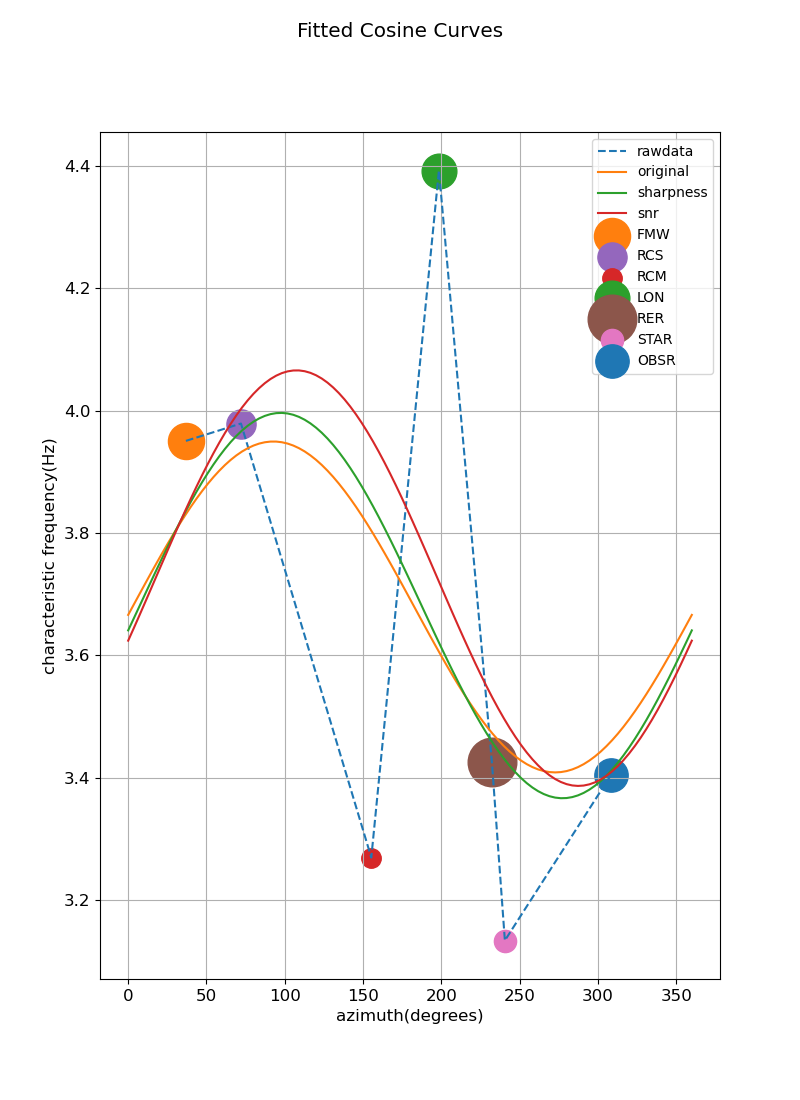 Fitted Cosine Curves
4.4
4.2
4.0
3.8
3.6
3.4
3.2
characteristic frequency(Hz)
rawdata
original
sharpness
snr
FMW
RCS
RCM
LON
RER
STAR
OBSR
0 50 100 150 200 250 300 350
azimuth(degrees)